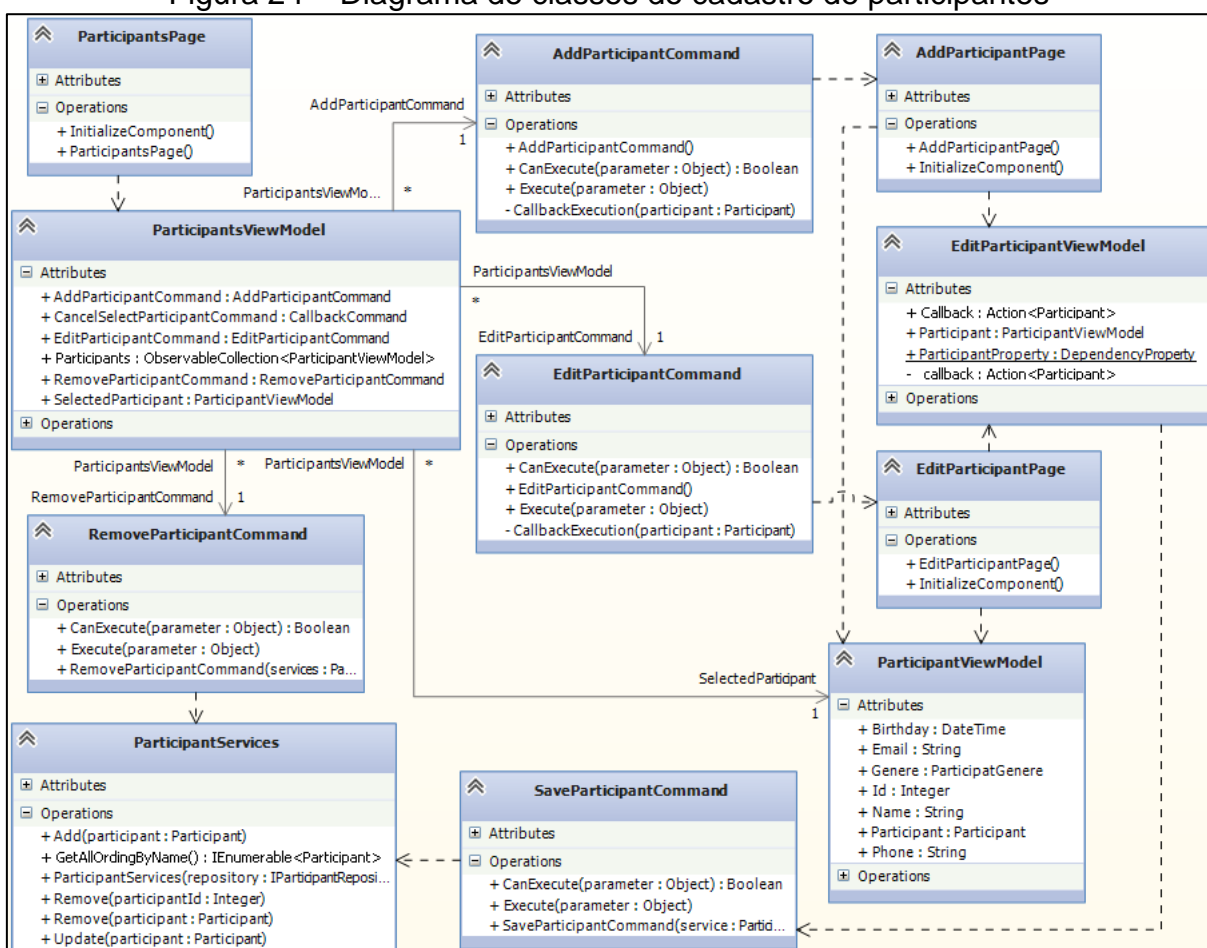 Figura 24 – Diagrama de classes do cadastro de participantes
ParticipantsPage
Attributes
Operations
+ InitializeComponent()
+ ParticipantsPage()
AddParticipantCommand
1
ParticipantsViewMo...
*
AddParticipantCommand
Attributes
Operations
+ AddParticipantCommand()
+ CanExecute(parameter : Object) : Boolean
+ Execute(parameter : Object)
- CallbackExecution(participant : Participant)
AddParticipantPage
Attributes
Operations
+ AddParticipantPage()
+ InitializeComponent()
ParticipantsViewModel
Attributes
+ AddParticipantCommand : AddParticipantCommand
+ CancelSelectParticipantCommand : CallbackCommand
+ EditParticipantCommand : EditParticipantCommand
+ Participants : ObservableCollection<ParticipantViewModel>
+ RemoveParticipantCommand : RemoveParticipantCommand
+ SelectedParticipant : ParticipantViewModel
Operations
ParticipantsViewModel
*
EditParticipantCommand
1
EditParticipantViewModel
Attributes
+ Callback : Action<Participant>
+ Participant : ParticipantViewModel
+ ParticipantProperty : DependencyProperty
- callback : Action<Participant>
Operations
EditParticipantCommand
Attributes
Operations
+ CanExecute(parameter : Object) : Boolean
+ EditParticipantCommand()
+ Execute(parameter : Object)
- CallbackExecution(participant : Participant)
EditParticipantPage
Attributes
Operations
+ EditParticipantPage()
+ InitializeComponent()
ParticipantsViewModel
*
ParticipantsViewModel
*
RemoveParticipantCommand
1
RemoveParticipantCommand
Attributes
Operations
+ CanExecute(parameter : Object) : Boolean
+ Execute(parameter : Object)
+ RemoveParticipantCommand(services : Pa...
SelectedParticipant
1
ParticipantViewModel
Attributes
+ Birthday : DateTime
+ Email : String
+ Genere : ParticipatGenere
+ Id : Integer
+ Name : String
+ Participant : Participant
+ Phone : String
Operations
ParticipantServices
Attributes
Operations
+ Add(participant : Participant)
+ GetAllOrdingByName() : IEnumerable<Participant>
+ ParticipantServices(repository : IParticipantReposi...
+ Remove(participantId : Integer)
+ Remove(participant : Participant)
+ Update(participant : Participant)
SaveParticipantCommand
Attributes
Operations
+ CanExecute(parameter : Object) : Boolean
+ Execute(parameter : Object)
+ SaveParticipantCommand(service : Partici...